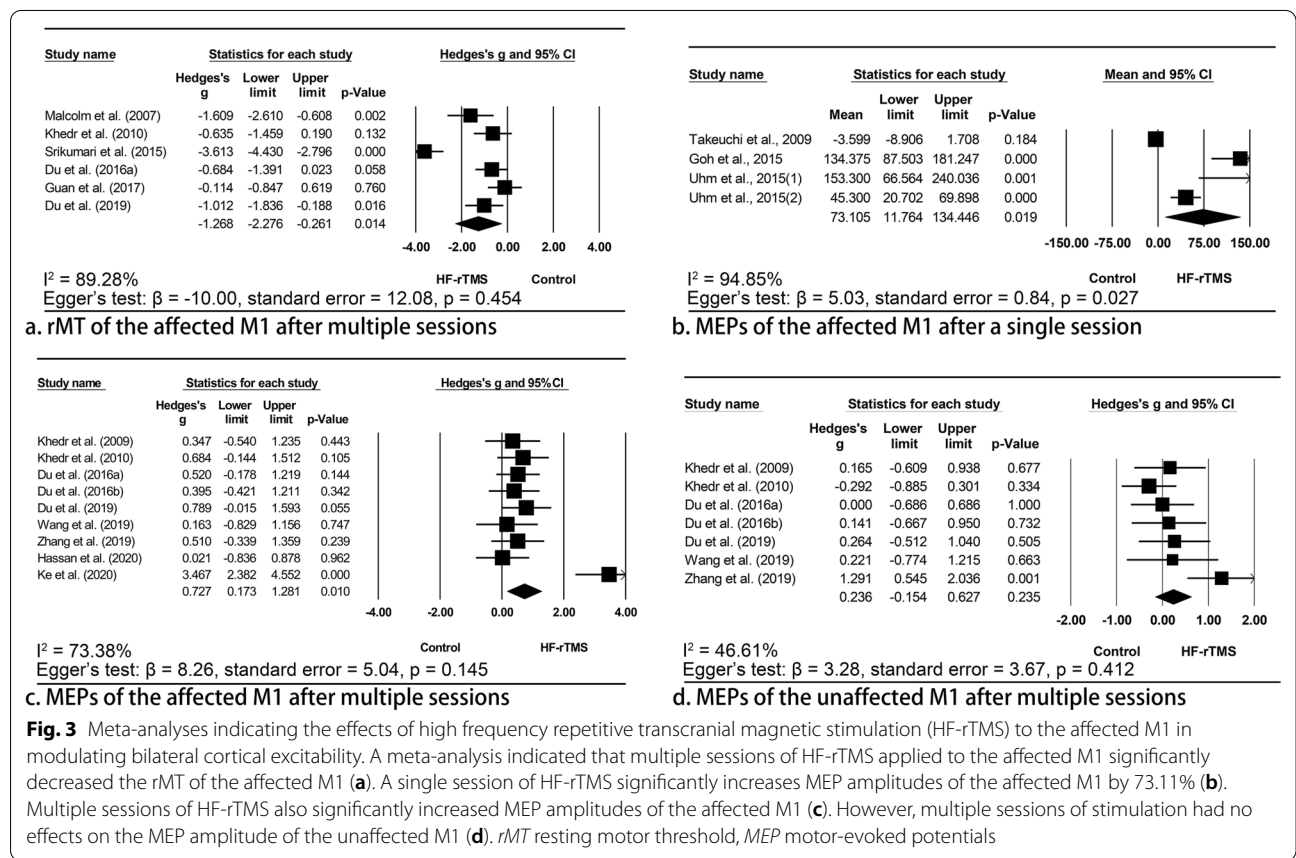 Study name Statistics for each study Hedges's g and 95% CI
Hedges's Lower Upper
g limit limit p-Value
Malcolm et al. (2007) -1.609 -2.610 -0.608 0.002
Khedr et al. (2010) -0.635 -1.459 0.190 0.132
Srikumari et al. (2015) -3.613 -4.430 -2.796 0.000
Du et al. (2016a) -0.684 -1.391 0.023 0.058
Guan et al. (2017) -0.114 -0.847 0.619 0.760
Du et al. (2019) -1.012 -1.836 -0.188 0.016
-1.268 -2.276 -0.261 0.014
-4.00 -2.00 0.00 2.00 4.00
HF-rTMS Control
I² = 89.28%
Egger's test: β = -10.00, standard error = 12.08, p = 0.454
a. rMT of the affected M1 after multiple sessions
Study name Statistics for each study Mean and 95% CI
Lower Upper
Mean limit limit p-Value
Takeuchi et al., 2009 -3.599 -8.906 1.708 0.184
Goh et al., 2015 134.375 87.503 181.247 0.000
Uhm et al., 2015(1) 153.300 66.564 240.036 0.001
Uhm et al., 2015(2) 45.300 20.702 69.898 0.000
73.105 11.764 134.446 0.019
-150.00 -75.00 0.00 75.00 150.00
Control HF-rTMS
I² = 94.85%
Egger's test: β = 5.03, standard error = 0.84, p = 0.027
b. MEPs of the affected M1 after a single session
Study name Statistics for each study Hedges's g and 95%CI
Hedges's Lower Upper
g limit limit p-Value
Khedr et al. (2009) 0.347 -0.540 1.235 0.443
Khedr et al. (2010) 0.684 -0.144 1.512 0.105
Du et al. (2016a) 0.520 -0.178 1.219 0.144
Du et al. (2016b) 0.395 -0.421 1.211 0.342
Du et al. (2019) 0.789 -0.015 1.593 0.055
Wang et al. (2019) 0.163 -0.829 1.156 0.747
Zhang et al. (2019) 0.510 -0.339 1.359 0.239
Hassan et al. (2020) 0.021 -0.836 0.878 0.962
Ke et al. (2020) 3.467 2.382 4.552 0.000
0.727 0.173 1.281 0.010
-4.00 -2.00 0.00 2.00 4.00
Control HF-rTMS
I² = 73.38%
Egger's test: β = 8.26, standard error = 5.04, p = 0.145
c. MEPs of the affected M1 after multiple sessions
Study name Statistics for each study Hedges's g and 95% CI
Hedges's Lower Upper
g limit limit p-Value
Khedr et al. (2009) 0.165 -0.609 0.938 0.677
Khedr et al. (2010) -0.292 -0.885 0.301 0.334
Du et al. (2016a) 0.000 -0.686 0.686 1.000
Du et al. (2016b) 0.141 -0.667 0.950 0.732
Du et al. (2019) 0.264 -0.512 1.040 0.505
Wang et al. (2019) 0.221 -0.774 1.215 0.663
Zhang et al. (2019) 1.291 0.545 2.036 0.001
0.236 -0.154 0.627 0.235
-2.00 -1.00 0.00 1.00 2.00
Control HF-rTMS
I² = 46.61%
Egger's test: β = 3.28, standard error = 3.67, p = 0.412
d. MEPs of the unaffected M1 after multiple sessions
Fig. 3 Meta-analyses indicating the effects of high frequency repetitive transcranial magnetic stimulation (HF-rTMS) to the affected M1 in
modulating bilateral cortical excitability. A meta-analysis indicated that multiple sessions of HF-rTMS applied to the affected M1 significantly
decreased the rMT of the affected M1 (a). A single session of HF-rTMS significantly increases MEP amplitudes of the affected M1 by 73.11% (b).
Multiple sessions of HF-rTMS also significantly increased MEP amplitudes of the affected M1 (c). However, multiple sessions of stimulation had no
effects on the MEP amplitude of the unaffected M1 (d). rMT resting motor threshold, MEP motor-evoked potentials